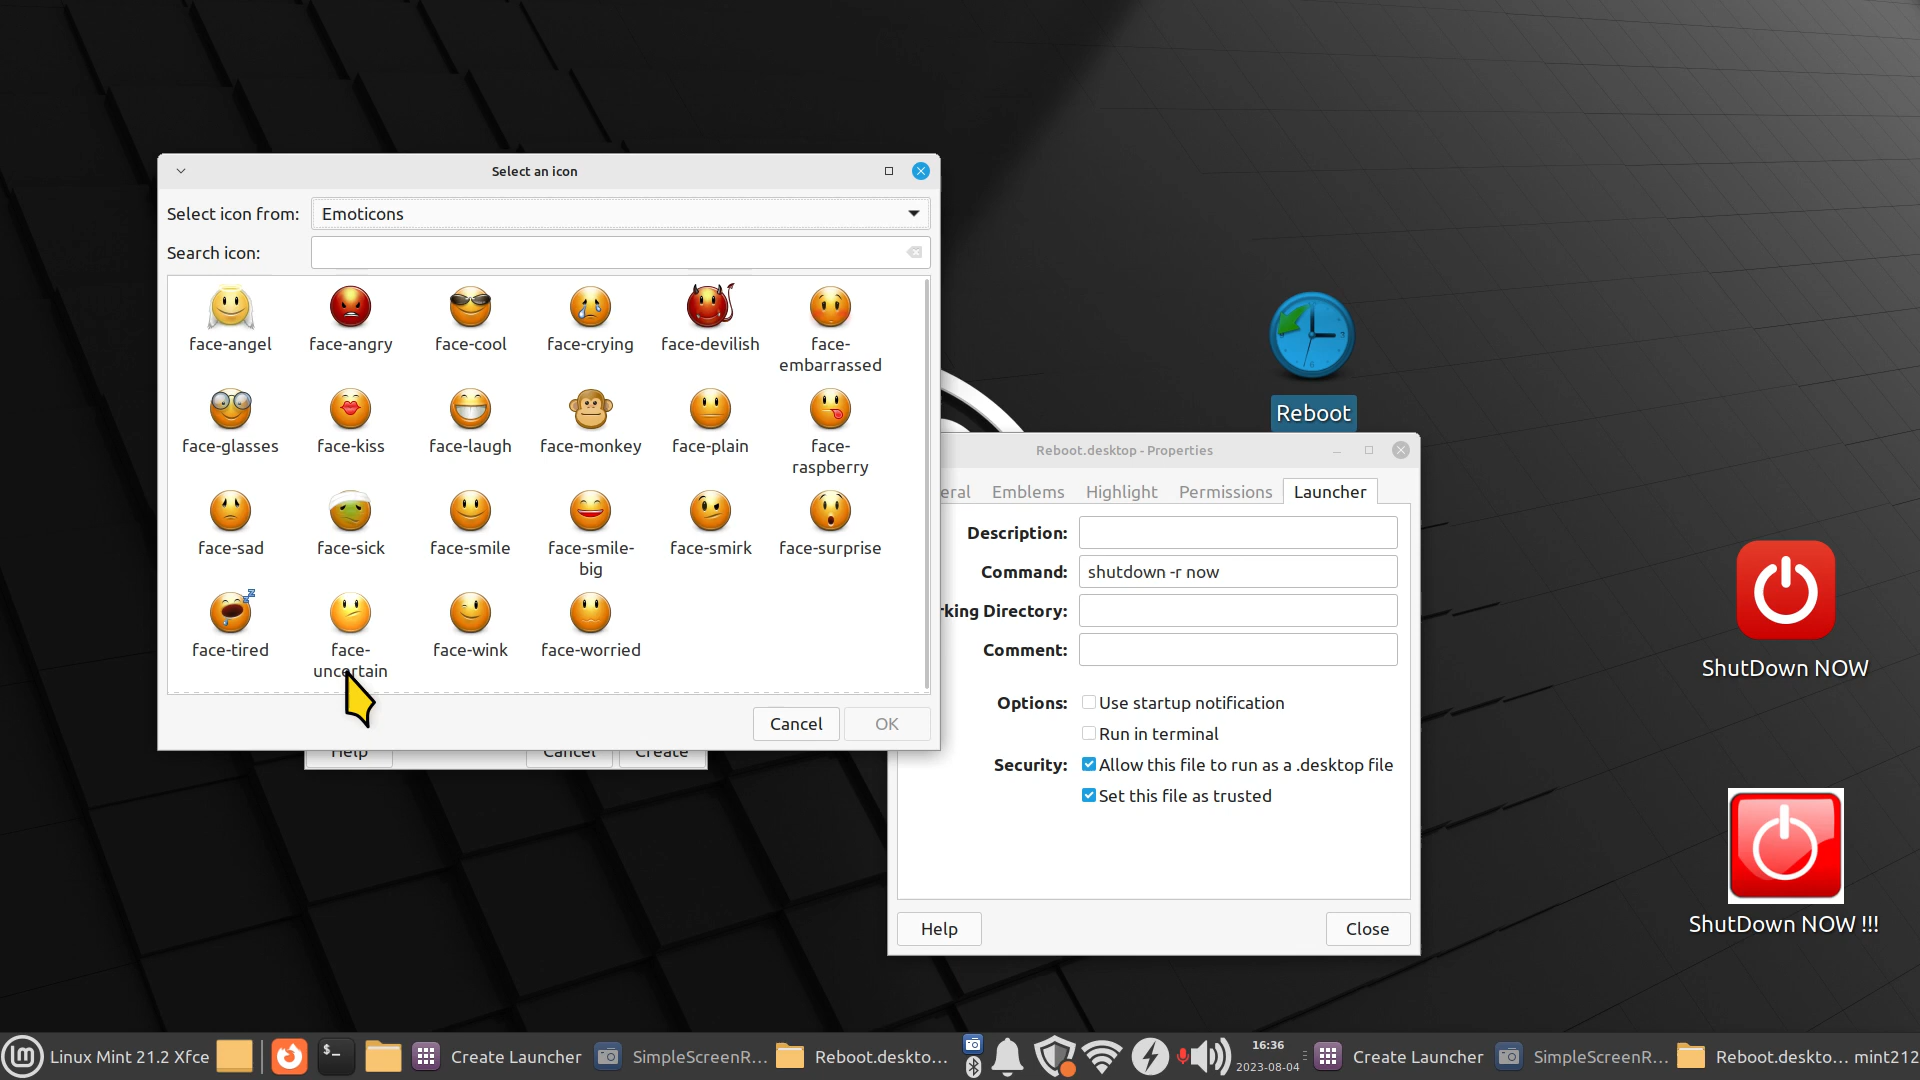 Select an icon
Select icon from: Emoticons
Search icon:
face-angel face-angry face-cool face-crying face-devilish face-
embarrassed
face-glasses face-kiss face-laugh face-monkey face-plain face-
raspberry
face-sad face-sick face-smile face-smile-
big
face-smirk face-surprise
face-tired face-
uncertain
face-wink face-worried
Cancel OK
Help Cancel Create
Reboot
Reboot.desktop - Properties
eral Emblems Highlight Permissions Launcher
Description:
Command: shutdown -r now
rking Directory:
Comment:
Options: Use startup notification
Run in terminal
Security: Allow this file to run as a .desktop file
Set this file as trusted
Help Close
ShutDown NOW
ShutDown NOW !!!
Linux Mint 21.2 Xfce Create Launcher SimpleScreenR... Reboot.deskto... 16:36
2023-08-04
Create Launcher SimpleScreenR... Reboot.deskto... mint212